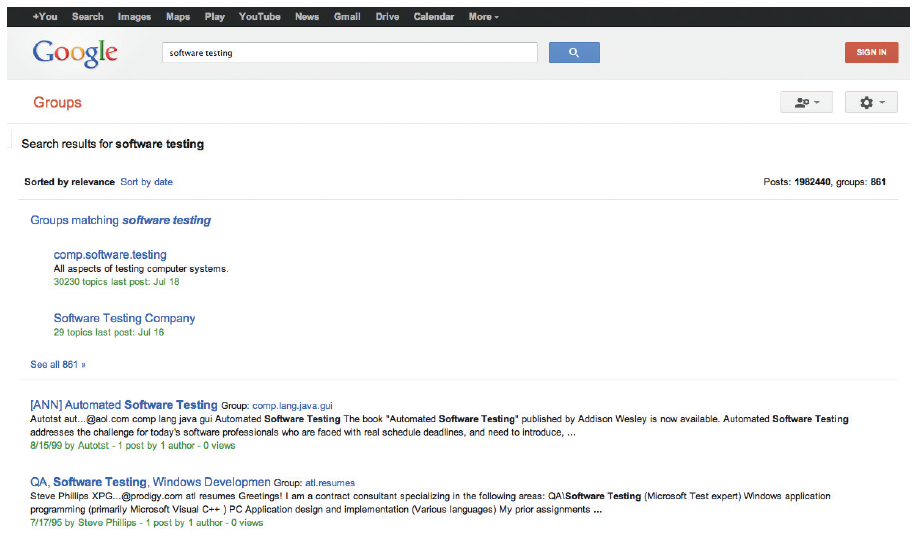 +You Search Images Maps Play YouTube News Gmail Drive Calendar More
Google
software testing
SIGN IN
Groups
Search results for software testing
Sorted by relevance Sort by date
Posts: 1982440, groups: 861
Groups matching software testing
comp.software.testing
All aspects of testing computer systems.
30230 topics last post: Jul 18
Software Testing Company
29 topics last post: Jul 16
See all 861 »
[ANN] Automated Software Testing Group: comp.lang.java.gui
Autotst aut...@aol.com comp lang java gui Automated Software Testing The book "Automated Software Testing" published by Addison Wesley is now available. Automated Software Testing
addresses the challenge for today's software professionals who are faced with real schedule deadlines, and need to introduce, ...
8/15/99 by Autotst - 1 post by 1 author - 0 views
QA, Software Testing, Windows Developmen Group: atl.resumes
Steve Phillips XPG...@prodigy.com atl resumes Greetings! I am a contract consultant specializing in the following areas: QA\Software Testing (Microsoft Test expert) Windows application
programming (primarily Microsoft Visual C++ ) PC Application design and implementation (Various languages) My prior assignments ...
7/17/95 by Steve Phillips - 1 post by 1 author - 0 views